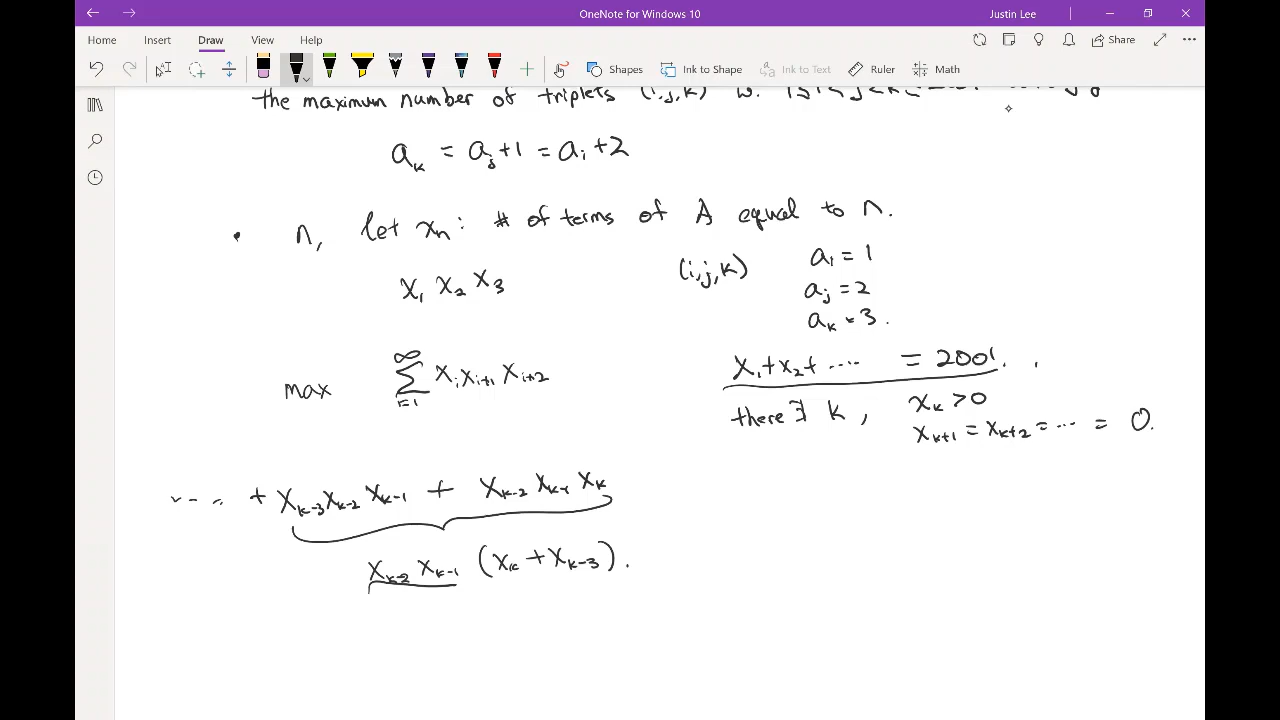 OneNote for Windows 10
Justin Lee
Home Insert Draw View Help
Share
Shapes Ink to Shape Ink to Text Ruler Math
the maximum number of triplets (i,j,k) w.
a_k = a_j+1 = a_i+2
• n, let x_n: # of terms of A equal to n.
x_1 x_2 x_3
(i,j,k)
a_i = 1
a_j = 2
a_k = 3.
max ∑_{i=1}^{∞} x_i x_{i+1} x_{i+2}
x_1+x_2+ ···· = 2001.
there ∃ k, x_k >0
x_{k+1} = x_{k+2} = ··· = 0.
+ x_{k-3}x_{k-2}x_{k-1} + x_{k-2}x_{k-1}x_k
x_{k-2} x_{k-1} (x_k + x_{k-3}).